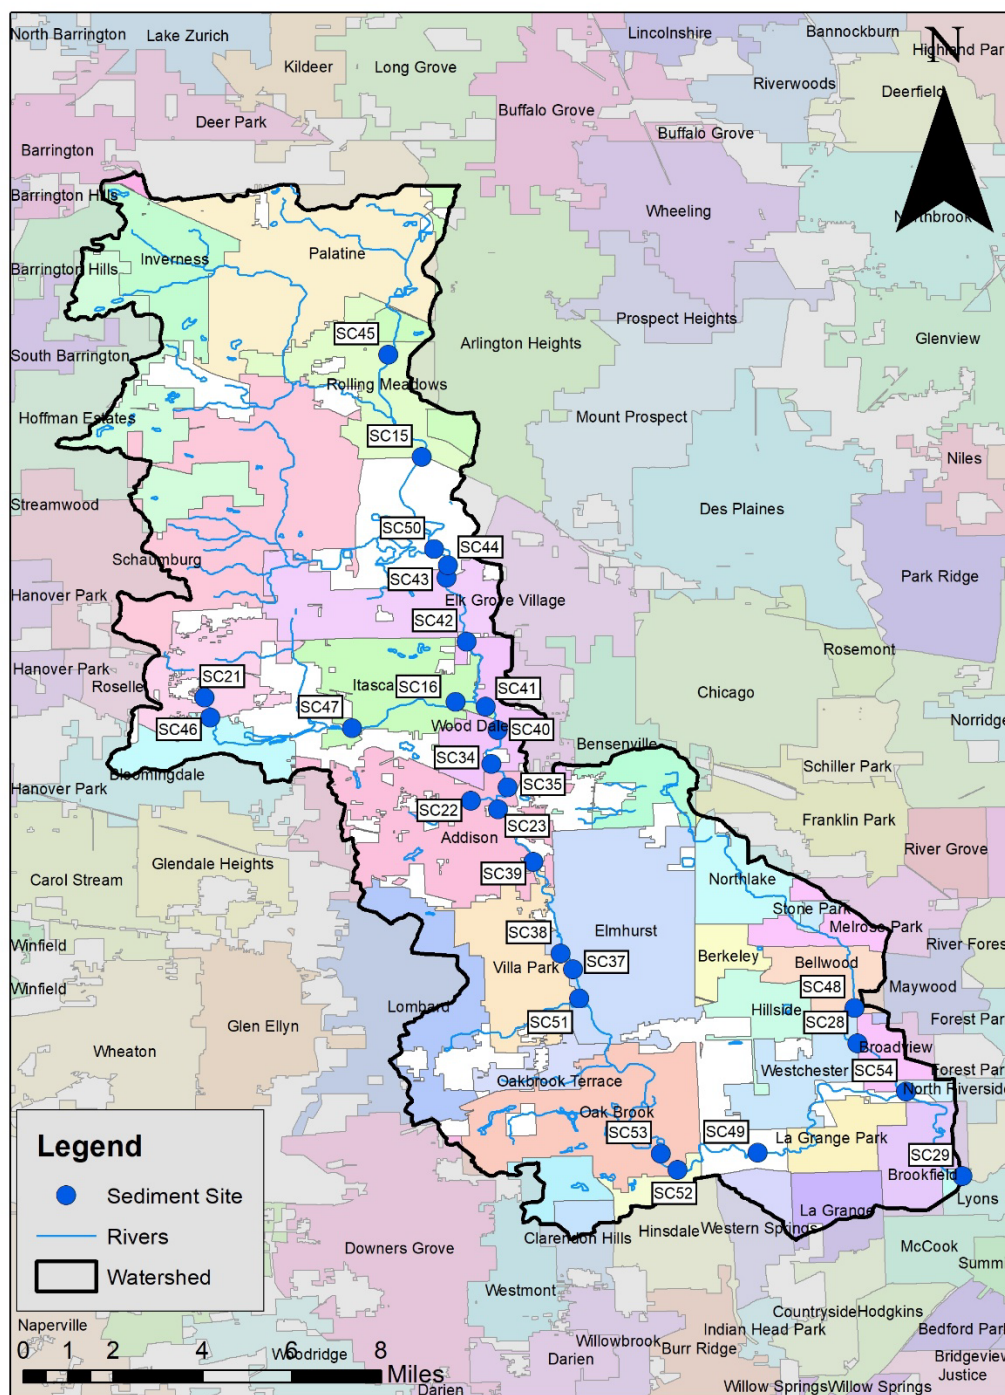 North Barrington
Lake Zurich
Kildeer
Long Grove
Lincolnshire
Bannockburn
Highland Par
N
Riverwoods
Deerfield
Buffalo Grove
Deer Park
Buffalo Grove
Barrington
Barrington Hills
Wheeling
Northbrook
Inverness
Palatine
Barrington Hills
Prospect Heights
SC45
Arlington Heights
Glenview
South Barrington
Rolling Meadows
Hoffman Estates
Mount Prospect
SC15
Niles
Streamwood
Des Plaines
SC50
SC44
Schaumburg
SC43
Park Ridge
Hanover Park
Elk Grove Village
SC42
Rosemont
Hanover Park
Roselle
SC21
Itasca
SC16
SC41
Chicago
SC47
SC46
Wood Dale
SC40
Norridge
Bensenville
SC34
Schiller Park
Bloomingdale
Hanover Park
SC35
SC22
SC23
Franklin Park
Addison
River Grove
Glendale Heights
SC39
Carol Stream
Northlake
Stone Park
Melrose Park
SC38
Elmhurst
River Fores
Winfield
Berkeley
Bellwood
Villa Park
SC37
SC48
Maywood
Winfield
Lombard
Hillside
SC28
Forest Park
SC51
Glen Ellyn
Wheaton
Broadview
Westchester
SC54
Forest Par
Oakbrook Terrace
North Riverside
Oak Brook
SC53
SC49
La Grange Park
SC29
Brookfield
SC52
Lyons
La Grange
Hinsdale
Western Springs
Clarendon Hills
McCook
Summ
Downers Grove
Westmont
Countryside
Hodgkins
Indian Head Park
Bedford Park
Willowbrook
Burr Ridge
Bridgeview
Darien
Justice
Naperville
Woodridge
Darien
Willow Springs
Willow Springs
Legend
Sediment Site
Rivers
Watershed
0 2 4 6 8
Miles